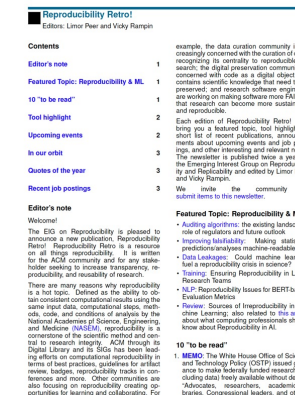 Reproducibility Retro!
Editors: Limor Peer and Vicky Rampin
Contents
Editor's note 1
Featured Topic: Reproducibility & ML 1
10 "to be read" 1
Tool highlight 2
Upcoming events 2
In our orbit 3
Quotes of the year 3
Recent job postings 3
Editor's note
Welcome!
The EIG on Reproducibility is pleased to
announce a new publication, Reproducibility
Retro! Reproducibility Retro is a resource
on all things reproducibility. It is written
for the ACM community and for any stake-
holder seeking to increase transparency, re-
producibility, and reusability of research.
There are many reasons why reproducibility
is a hot topic. Defined as the ability to ob-
tain consistent computational results using the
same input data, computational steps, meth-
ods, code, and conditions of analysis by the
National Academies of Science, Engineering,
and Medicine (NASEM), reproducibility is a
cornerstone of the scientific method and cen-
tral to research integrity. ACM through its
Digital Library and its SIGs has been lead-
ing efforts on computational reproducibility in
terms of best practices, guidelines for artifact
review, badges, reproducibility tracks in con-
ferences and more. Other communities are
also focusing on reproducibility creating op-
portunities for learning and collaborating. For
example, the data curation community i
creasingly concerned with the curation of
recognizing its centrality to reproducible
search; the digital preservation communi
concerned with code as a digital object
contains scientific knowledge that need
preserved; and research software engin
are working on making software more FAI
that research can become more sustain
and reproducible.
Each edition of Reproducibility Retro!
bring you a featured topic, tool highligh
short list of recent publications, annou
ments about upcoming events and job p
ings, and other interesting and relevant r
The newsletter is published twice a year
the Emerging Interest Group on Reprodu
ity and Replicability and edited by Limor
and Vicky Rampin.
We invite the community
submit items to this newsletter.
Featured Topic: Reproducibility & M
• Auditing algorithms: the existing lands
role of regulators and future outlook
• Improving falsifiability: Making stati
predictions/analyses machine-readable
• Data Leakages: Could machine lear
fuel a reproducibility crisis in science?
• Training: Ensuring Reproducibility in L
Research Teams
• NLP: Reproducibility Issues for BERT-ba
Evaluation Metrics
• Review: Sources of Irreproducibility in
chine Learning; also related to this a
about what computing professionals sh
know about Reproducibility in AI.
10 "to be read"
1. MEMO: The White House Office of Scien
and Technology Policy (OSTP) issued g
ance to make federally funded research
cluding data) freely available without de
"Advocates, researchers, academic
braries, Congressional leaders, and ot